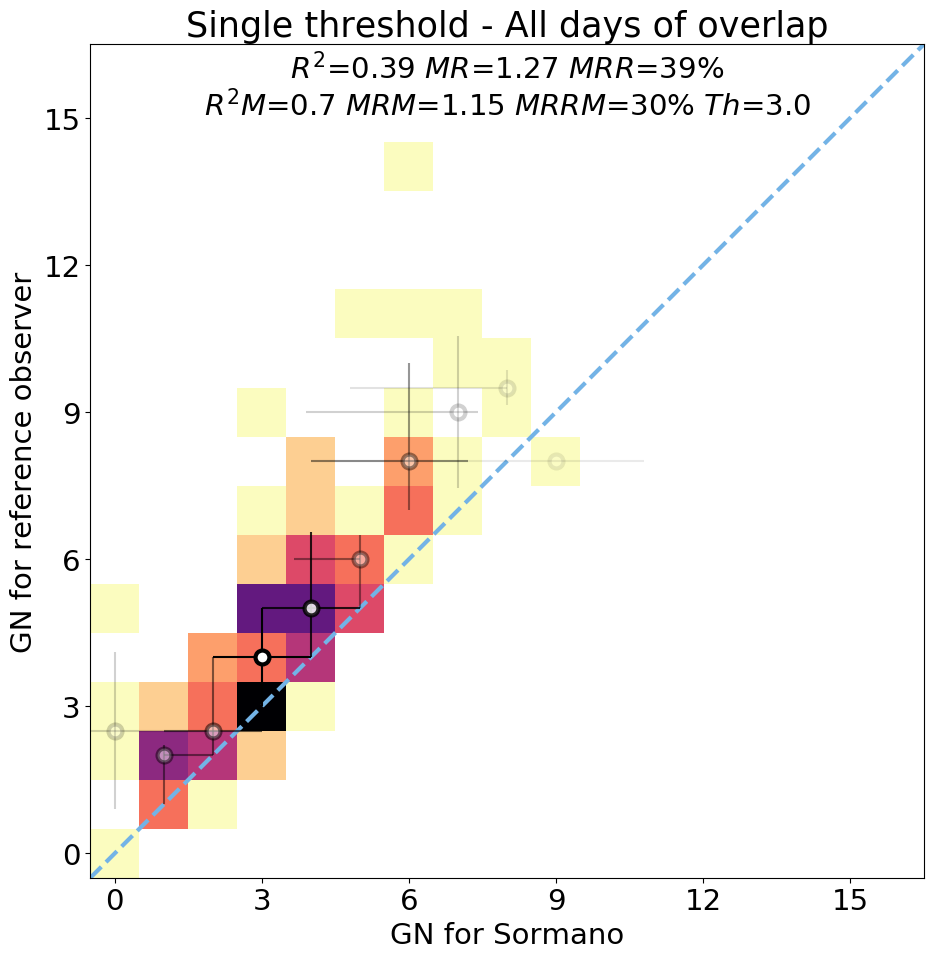 Single threshold - All days of overlap
R²=0.39 MR=1.27 MRR=39%
R²M=0.7 MRM=1.15 MRRM=30% Th=3.0
GN for reference observer
15
12
9
6
3
0
0 3 6 9 12 15
GN for Sormano